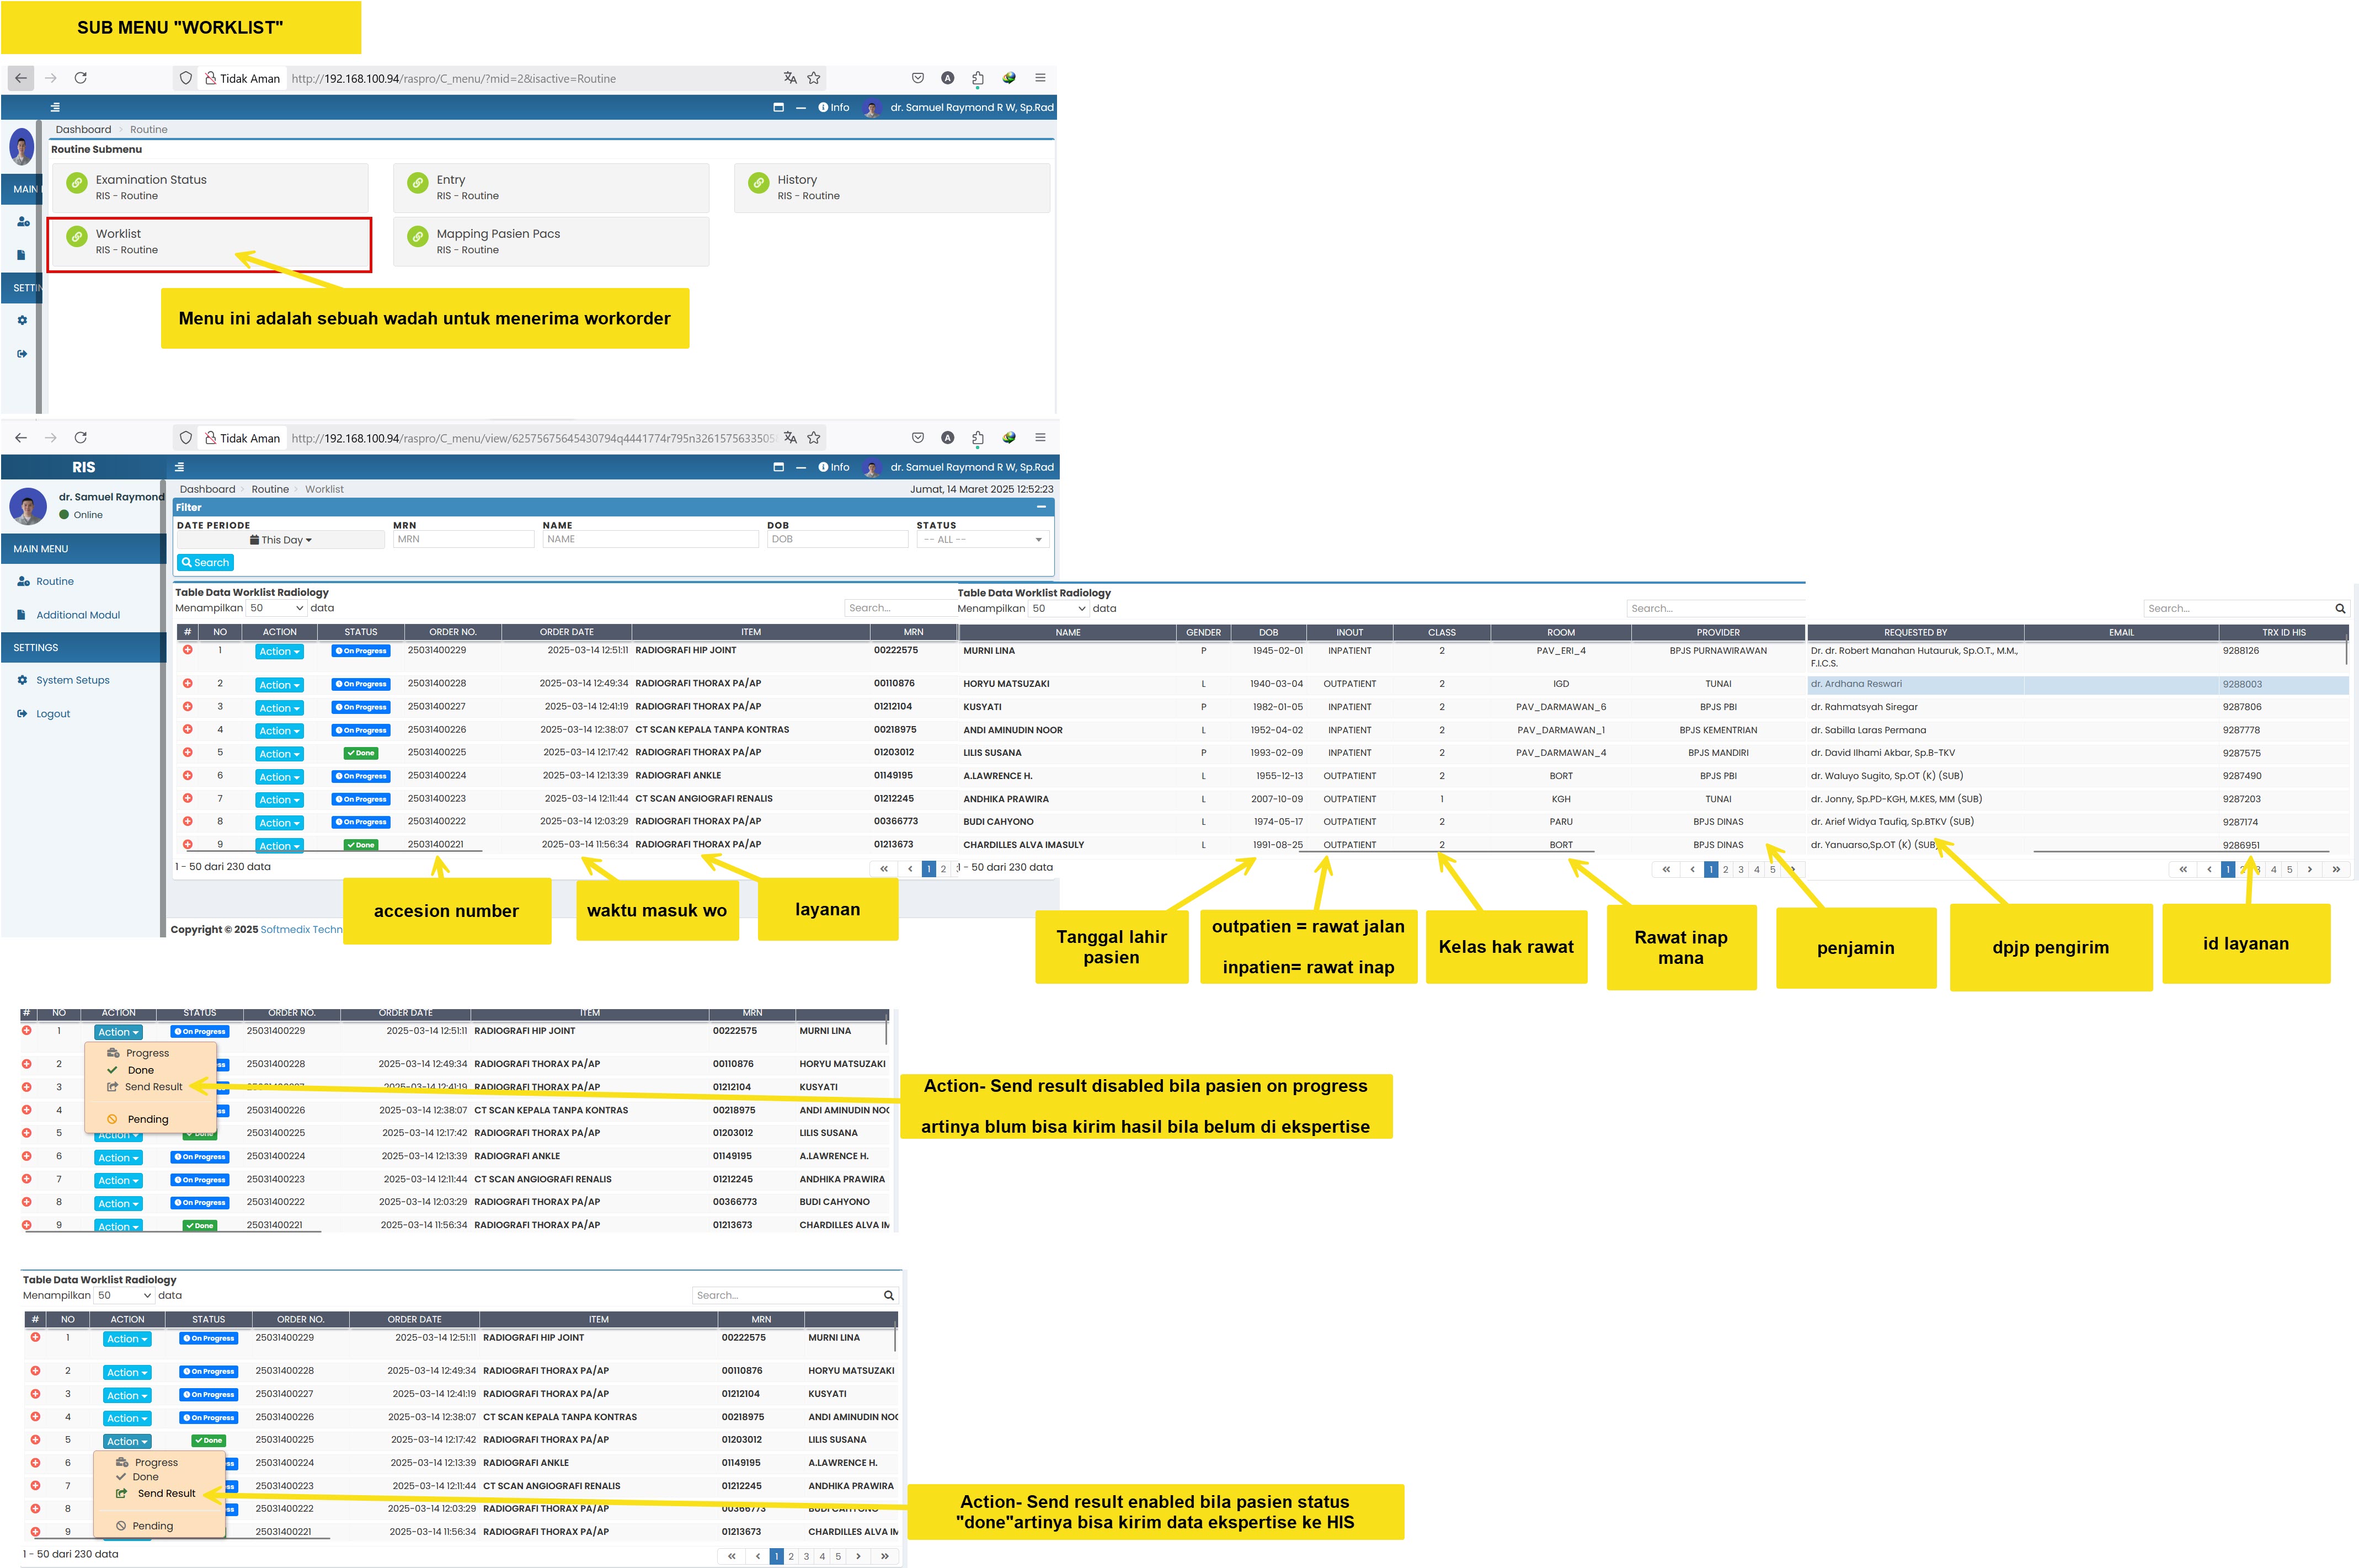 SUB MENU "WORKLIST"
Tidak Aman http://192.168.100.94/raspro/C_menu/?mid=2&isactive=Routine
Info dr. Samuel Raymond R W, Sp.Rad
Dashboard Routine
Routine Submenu
MAIN
SETTIN
Examination Status
RIS - Routine
Entry
RIS - Routine
History
RIS - Routine
Worklist
RIS - Routine
Mapping Pasien Pacs
RIS - Routine
Menu ini adalah sebuah wadah untuk menerima workorder
Tidak Aman http://192.168.100.94/raspro/C_menu/view/
RIS
Info dr. Samuel Raymond R W, Sp.Rad
dr. Samuel Raymond
Online
MAIN MENU
Routine
Additional Modul
SETTINGS
System Setups
Logout
Dashboard Routine Worklist Jumat, 14 Maret 2025 12:52:23
Filter
DATE PERIODE MRN NAME DOB STATUS
This Day MRN NAME DOB -- ALL --
Search
Table Data Worklist Radiology Table Data Worklist Radiology
Menampilkan 50 data Search... Menampilkan 50 data Search... Search...
# NO ACTION STATUS ORDER NO. ORDER DATE ITEM MRN NAME GENDER DOB INOUT CLASS ROOM PROVIDER REQUESTED BY EMAIL TRX ID HIS
1 Action On Progress 25031400229 2025-03-14 12:51:11 RADIOGRAFI HIP JOINT 00222575 MURNI LINA P 1945-02-01 INPATIENT 2 PAV_ERI_4 BPJS PURNAWIRAWAN Dr. dr. Robert Manahan Hutauruk, Sp.O.T., M.M., F.I.C.S. 9288126
2 Action On Progress 25031400228 2025-03-14 12:49:34 RADIOGRAFI THORAX PA/AP 00110876 HORYU MATSUZAKI L 1940-03-04 OUTPATIENT 2 IGD TUNAI dr. Ardhana Reswari 9288003
3 Action On Progress 25031400227 2025-03-14 12:41:19 RADIOGRAFI THORAX PA/AP 01212104 KUSYATI P 1982-01-05 INPATIENT 2 PAV_DARMAWAN_6 BPJS PBI dr. Rahmatsyah Siregar 9287806
4 Action On Progress 25031400226 2025-03-14 12:38:07 CT SCAN KEPALA TANPA KONTRAS 00218975 ANDI AMINUDIN NOOR L 1952-04-02 INPATIENT 2 PAV_DARMAWAN_1 BPJS KEMENTRIAN dr. Sabilla Laras Permana 9287778
5 Action Done 25031400225 2025-03-14 12:17:42 RADIOGRAFI THORAX PA/AP 01203012 LILIS SUSANA P 1993-02-09 INPATIENT 2 PAV_DARMAWAN_4 BPJS MANDIRI dr. David Ilhami Akbar, Sp.B-TKV 9287575
6 Action On Progress 25031400224 2025-03-14 12:13:39 RADIOGRAFI ANKLE 01149195 A.LAWRENCE H. L 1955-12-13 OUTPATIENT 2 BORT BPJS PBI dr. Waluyo Sugito, Sp.OT (K) (SUB) 9287490
7 Action On Progress 25031400223 2025-03-14 12:11:44 CT SCAN ANGIOGRAFI RENALIS 01212245 ANDHIKA PRAWIRA L 2007-10-09 OUTPATIENT 1 KGH TUNAI dr. Jonny, Sp.PD-KGH, M.KES, MM (SUB) 9287203
8 Action On Progress 25031400222 2025-03-14 12:03:29 RADIOGRAFI THORAX PA/AP 00366773 BUDI CAHYONO L 1974-05-17 OUTPATIENT 2 PARU BPJS DINAS dr. Arief Widya Taufiq, Sp.BTKV (SUB) 9287174
9 Action Done 25031400221 2025-03-14 11:56:34 RADIOGRAFI THORAX PA/AP 01213673 CHARDILLES ALVA IMASULY L 1991-08-25 OUTPATIENT 2 BORT BPJS DINAS dr. Yanuarso,Sp.OT (K) (SUB) 9286951
1 - 50 dari 230 data « ‹ 1 2 1 - 50 dari 230 data « ‹ 1 2 3 4 5 « ‹ 1 2 3 4 5 › »
Copyright © 2025 Softmedix Techn
accesion number
waktu masuk wo
layanan
Tanggal lahir
pasien
outpatien = rawat jalan
inpatien= rawat inap
Kelas hak rawat
Rawat inap
mana
penjamin
dpjp pengirim
id layanan
# NO ACTION STATUS ORDER NO. ORDER DATE ITEM MRN
1 Action On Progress 25031400229 2025-03-14 12:51:11 RADIOGRAFI HIP JOINT 00222575 MURNI LINA
Progress
Done
Send Result
Pending
2 25031400228 2025-03-14 12:49:34 RADIOGRAFI THORAX PA/AP 00110876 HORYU MATSUZAKI
3 2025-03-14 12:41:19 RADIOGRAFI THORAX PA/AP 01212104 KUSYATI
4 25031400226 2025-03-14 12:38:07 CT SCAN KEPALA TANPA KONTRAS 00218975 ANDI AMINUDIN NOO
5 Action Done 25031400225 2025-03-14 12:17:42 RADIOGRAFI THORAX PA/AP 01203012 LILIS SUSANA
6 Action On Progress 25031400224 2025-03-14 12:13:39 RADIOGRAFI ANKLE 01149195 A.LAWRENCE H.
7 Action On Progress 25031400223 2025-03-14 12:11:44 CT SCAN ANGIOGRAFI RENALIS 01212245 ANDHIKA PRAWIRA
8 Action On Progress 25031400222 2025-03-14 12:03:29 RADIOGRAFI THORAX PA/AP 00366773 BUDI CAHYONO
9 Action Done 25031400221 2025-03-14 11:56:34 RADIOGRAFI THORAX PA/AP 01213673 CHARDILLES ALVA IM
Action- Send result disabled bila pasien on progress
artinya blum bisa kirim hasil bila belum di ekspertise
Table Data Worklist Radiology
Menampilkan 50 data Search...
# NO ACTION STATUS ORDER NO. ORDER DATE ITEM MRN
1 Action On Progress 25031400229 2025-03-14 12:51:11 RADIOGRAFI HIP JOINT 00222575 MURNI LINA
2 Action On Progress 25031400228 2025-03-14 12:49:34 RADIOGRAFI THORAX PA/AP 00110876 HORYU MATSUZAKI
3 Action On Progress 25031400227 2025-03-14 12:41:19 RADIOGRAFI THORAX PA/AP 01212104 KUSYATI
4 Action On Progress 25031400226 2025-03-14 12:38:07 CT SCAN KEPALA TANPA KONTRAS 00218975 ANDI AMINUDIN NOO
5 Action Done 25031400225 2025-03-14 12:17:42 RADIOGRAFI THORAX PA/AP 01203012 LILIS SUSANA
Progress
Done
Send Result
Pending
6 25031400224 2025-03-14 12:13:39 RADIOGRAFI ANKLE 01149195 A.LAWRENCE H.
7 25031400223 2025-03-14 12:11:44 CT SCAN ANGIOGRAFI RENALIS 01212245 ANDHIKA PRAWIRA
8 25031400222 2025-03-14 12:03:29 RADIOGRAFI THORAX PA/AP 00366773 BUDI CAHYONO
9 25031400221 2025-03-14 11:56:34 RADIOGRAFI THORAX PA/AP 01213673 CHARDILLES ALVA IM
1 - 50 dari 230 data « ‹ 1 2 3 4 5 › »
Action- Send result enabled bila pasien status
"done"artinya bisa kirim data ekspertise ke HIS